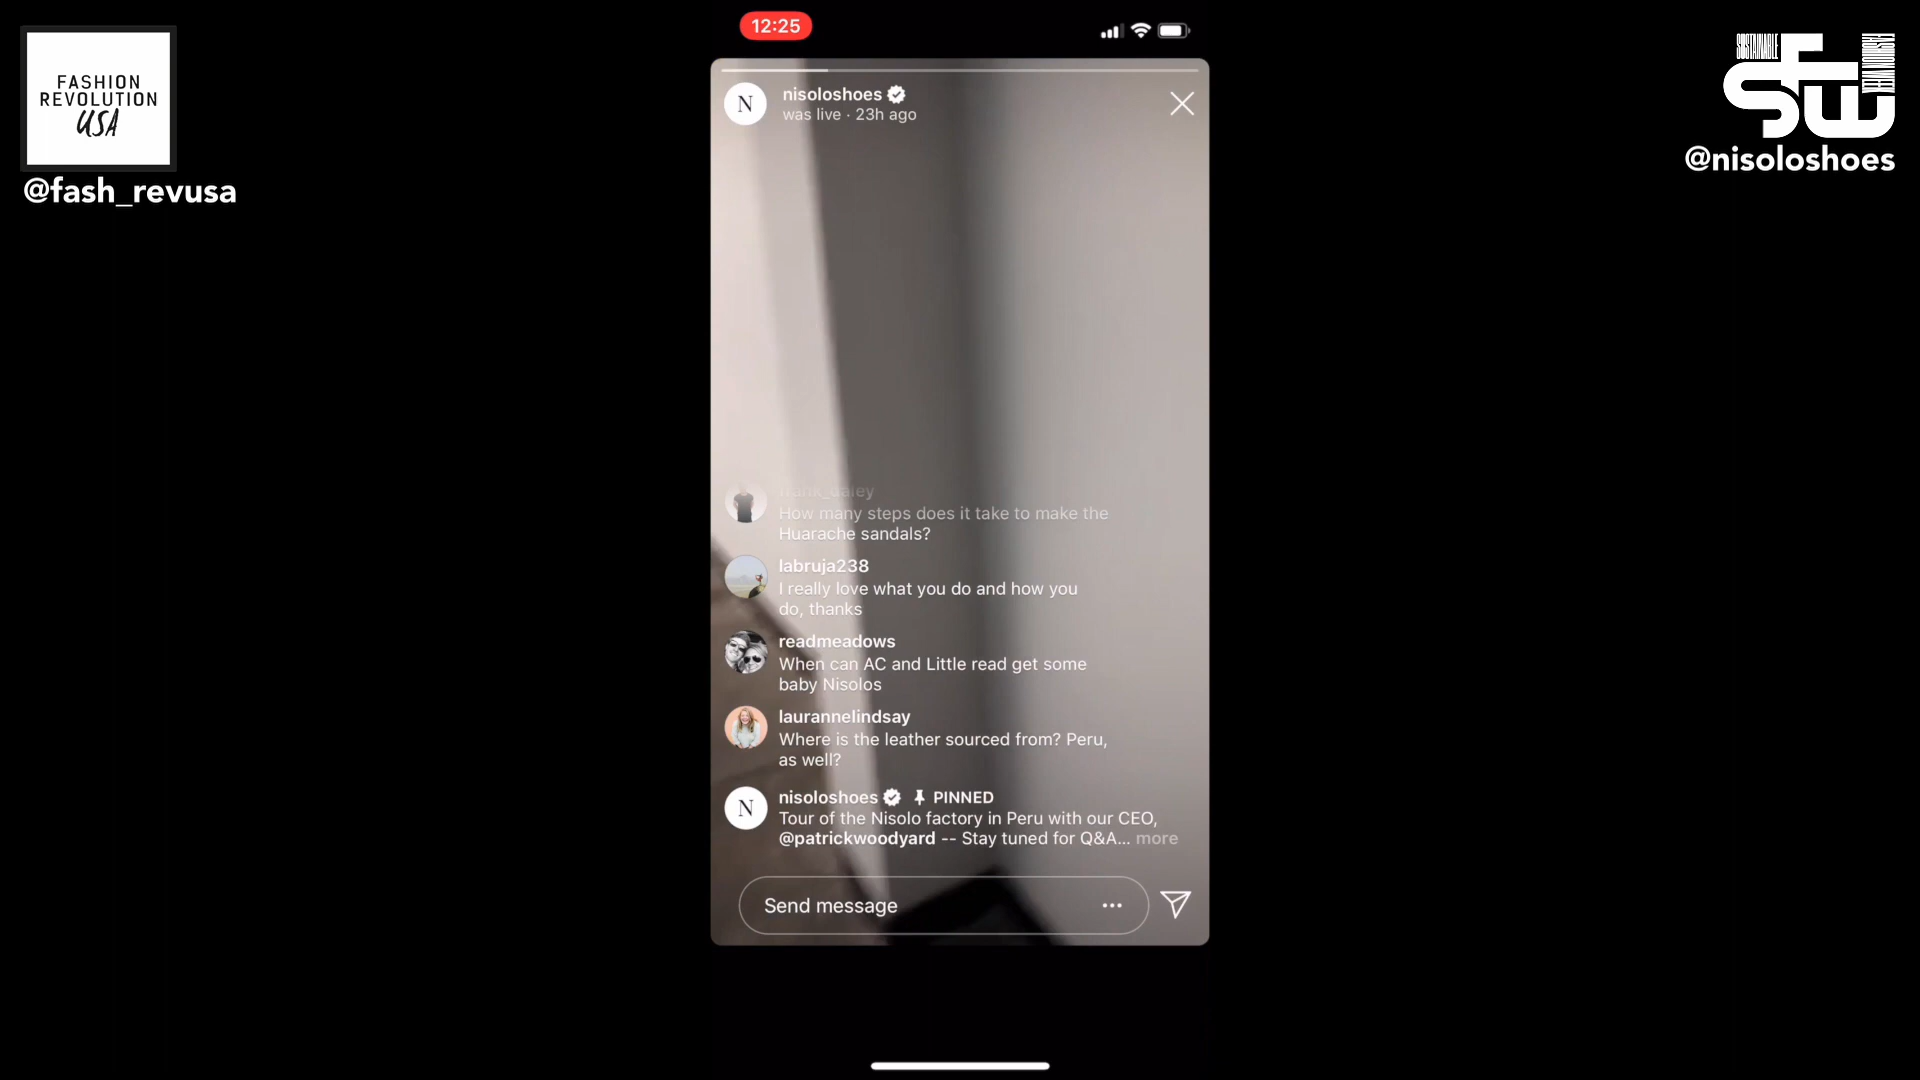 FASHION
REVOLUTION
USA
@fash_revusa
12:25
SUSTAINABLE
SFW
@nisoloshoes
N
nisoloshoes
was live · 23h ago
frank_daley
How many steps does it take to make the
Huarache sandals?
labruja238
I really love what you do and how you
do, thanks
readmeadows
When can AC and Little read get some
baby Nisolos
laurannelindsay
Where is the leather sourced from? Peru,
as well?
N
nisoloshoes PINNED
Tour of the Nisolo factory in Peru with our CEO,
@patrickwoodyard -- Stay tuned for Q&A... more
Send message